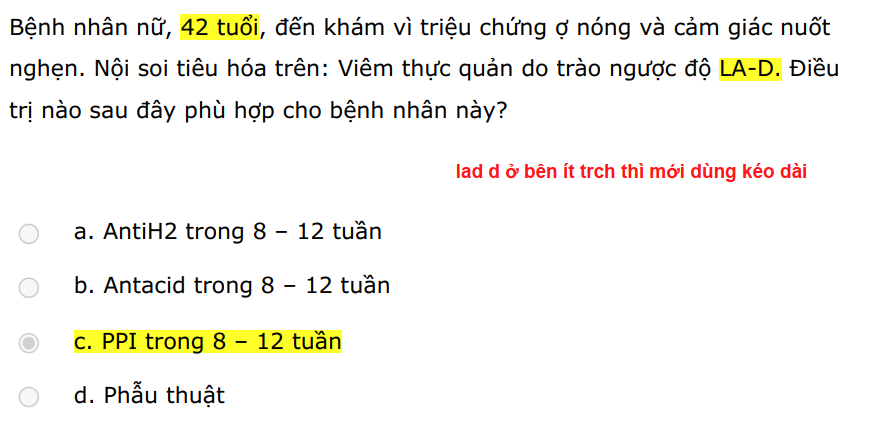 Bệnh nhân nữ, 42 tuổi, đến khám vì triệu chứng ợ nóng và cảm giác nuốt
nghẹn. Nội soi tiêu hóa trên: Viêm thực quản do trào ngược độ LA-D. Điều
trị nào sau đây phù hợp cho bệnh nhân này?
lad d ở bên ít trch thì mới dùng kéo dài
a. AntiH2 trong 8 – 12 tuần
b. Antacid trong 8 – 12 tuần
c. PPI trong 8 – 12 tuần
d. Phẫu thuật